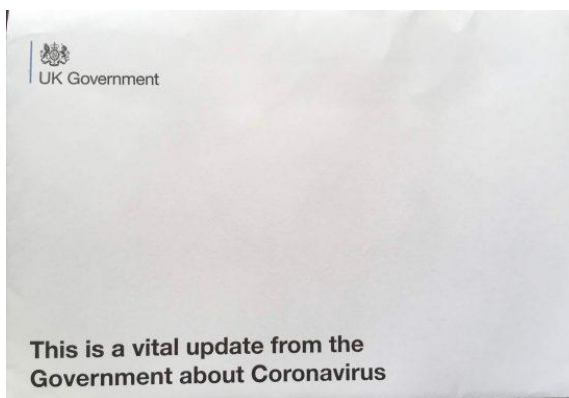 UK Government
This is a vital update from the
Government about Coronavirus